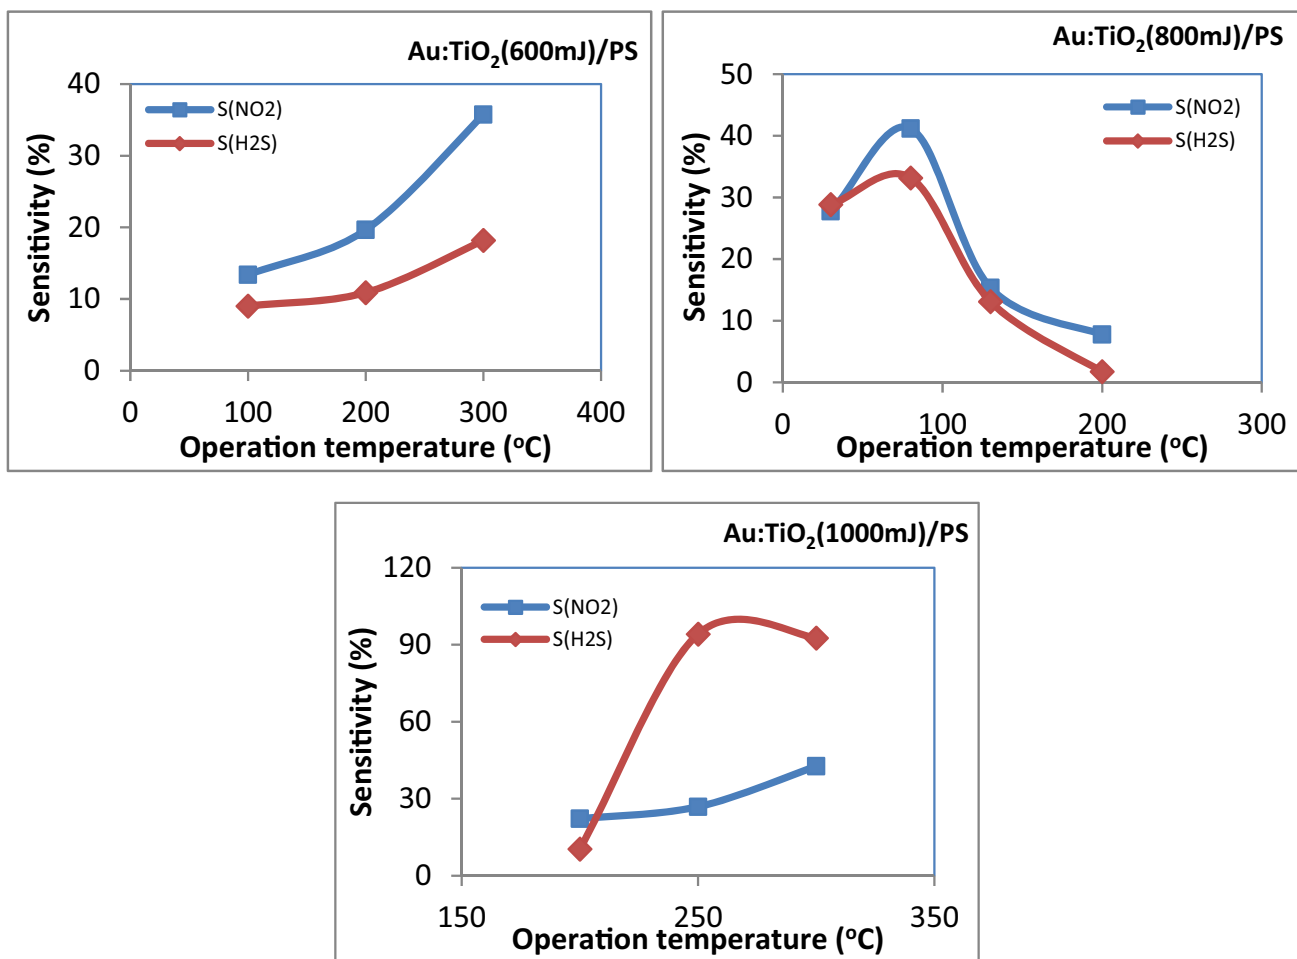 Au:TiO₂(600mJ)/PS
40
30
20
10
0
S(NO2)
S(H2S)
Sensitivity (%)
0 100 200 300 400
Operation temperature (ºC)
Au:TiO₂(800mJ)/PS
50
40
30
20
10
0
S(NO2)
S(H2S)
Sensitivity (%)
0 100 200 300
Operation temperature (ºC)
Au:TiO₂(1000mJ)/PS
120
90
60
30
0
S(NO2)
S(H2S)
Sensitivity (%)
150 250 350
Operation temperature (ºC)